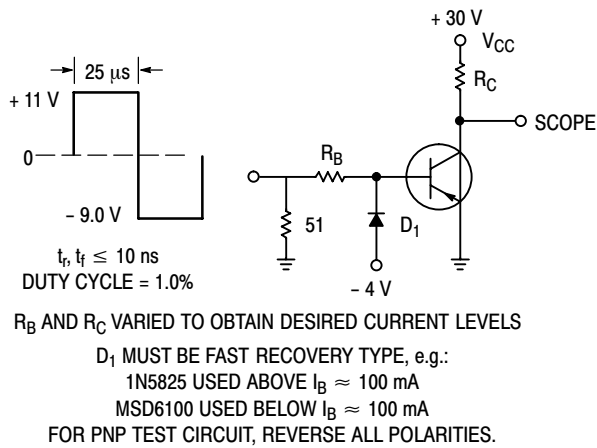 + 30 V
V_CC
25 μs
R_C
+ 11 V
SCOPE
R_B
0
51
D_1
− 9.0 V
− 4 V
t_r, t_f ≤ 10 ns
DUTY CYCLE = 1.0%
R_B AND R_C VARIED TO OBTAIN DESIRED CURRENT LEVELS
D_1 MUST BE FAST RECOVERY TYPE, e.g.:
1N5825 USED ABOVE I_B ≈ 100 mA
MSD6100 USED BELOW I_B ≈ 100 mA
FOR PNP TEST CIRCUIT, REVERSE ALL POLARITIES.